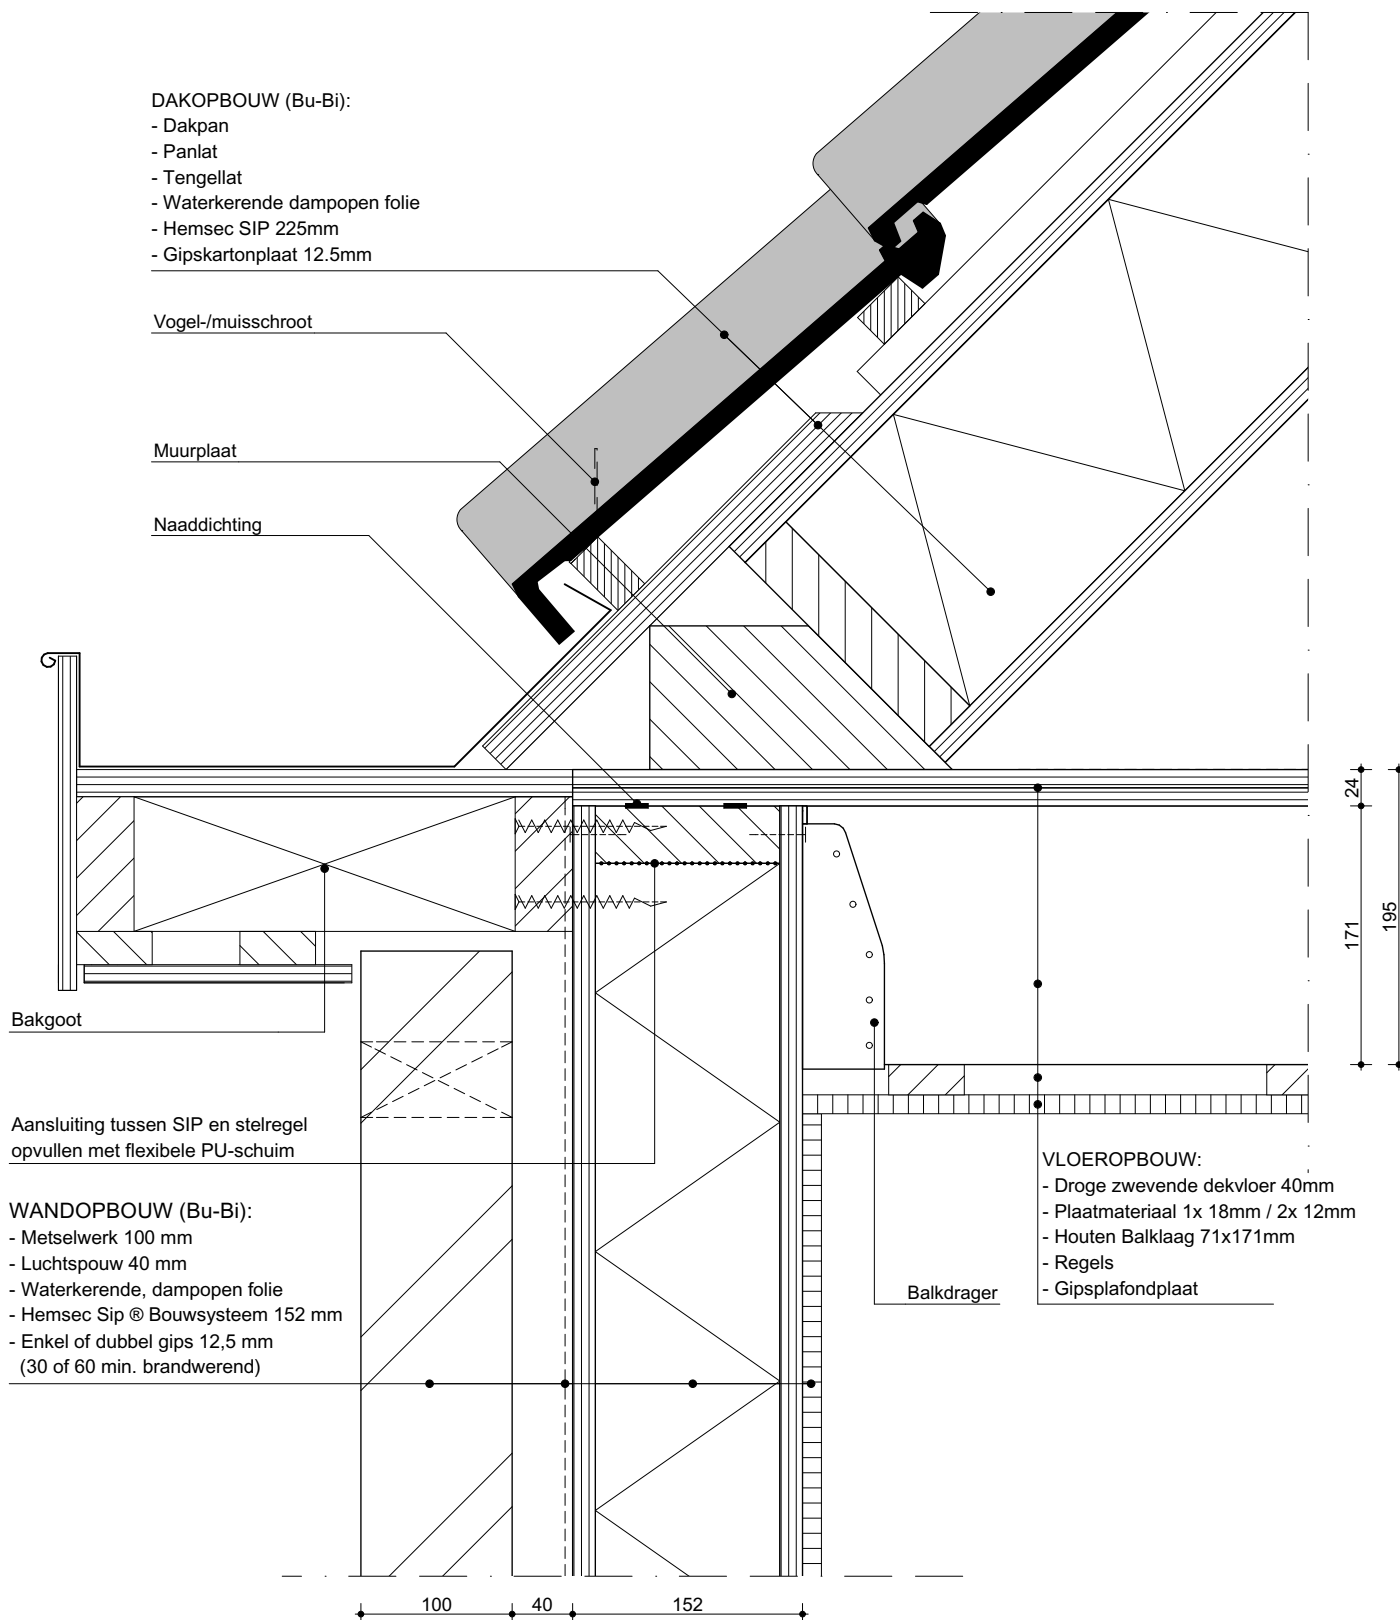 DAKOPBOUW (Bu-Bi):
- Dakpan
- Panlat
- Tengellat
- Waterkerende dampopen folie
- Hemsec SIP 225mm
- Gipskartonplaat 12.5mm
Vogel-/muisschroot
Muurplaat
Naaddichting
24
171
195
Bakgoot
Aansluiting tussen SIP en stelregel
opvullen met flexibele PU-schuim
WANDOPBOUW (Bu-Bi):
- Metselwerk 100 mm
- Luchtspouw 40 mm
- Waterkerende, dampopen folie
- Hemsec Sip ® Bouwsysteem 152 mm
- Enkel of dubbel gips 12,5 mm
(30 of 60 min. brandwerend)
VLOEROPBOUW:
- Droge zwevende dekvloer 40mm
- Plaatmateriaal 1x 18mm / 2x 12mm
- Houten Balklaag 71x171mm
- Regels
- Gipsplafondplaat
Balkdrager
100
40
152